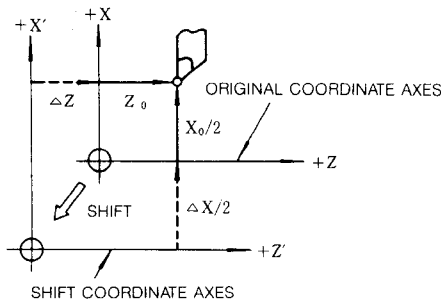 +X′
+X
△Z
Z₀
ORIGINAL COORDINATE AXES
X₀/2
+Z
SHIFT
△X/2
+Z′
SHIFT COORDINATE AXES